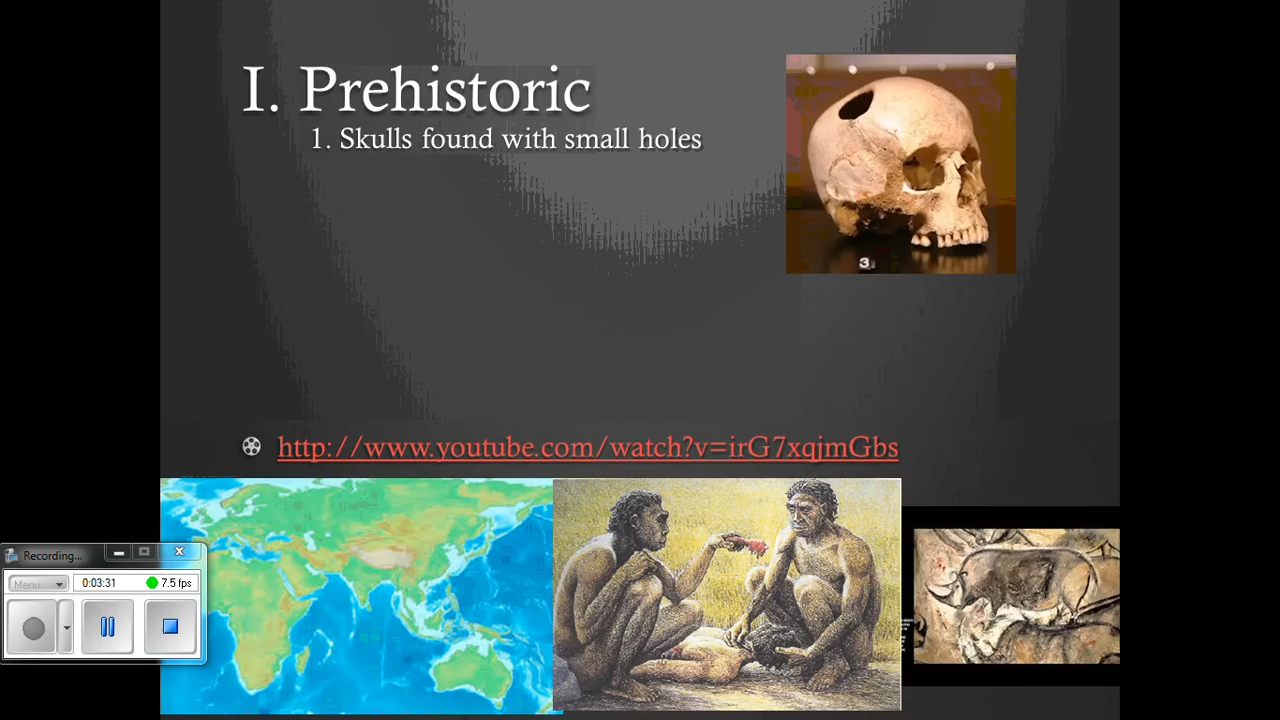 I. Prehistoric
1. Skulls found with small holes
3
http://www.youtube.com/watch?v=irG7xqjmGbs
Recording...
Menu
0:03:31
7.5 fps